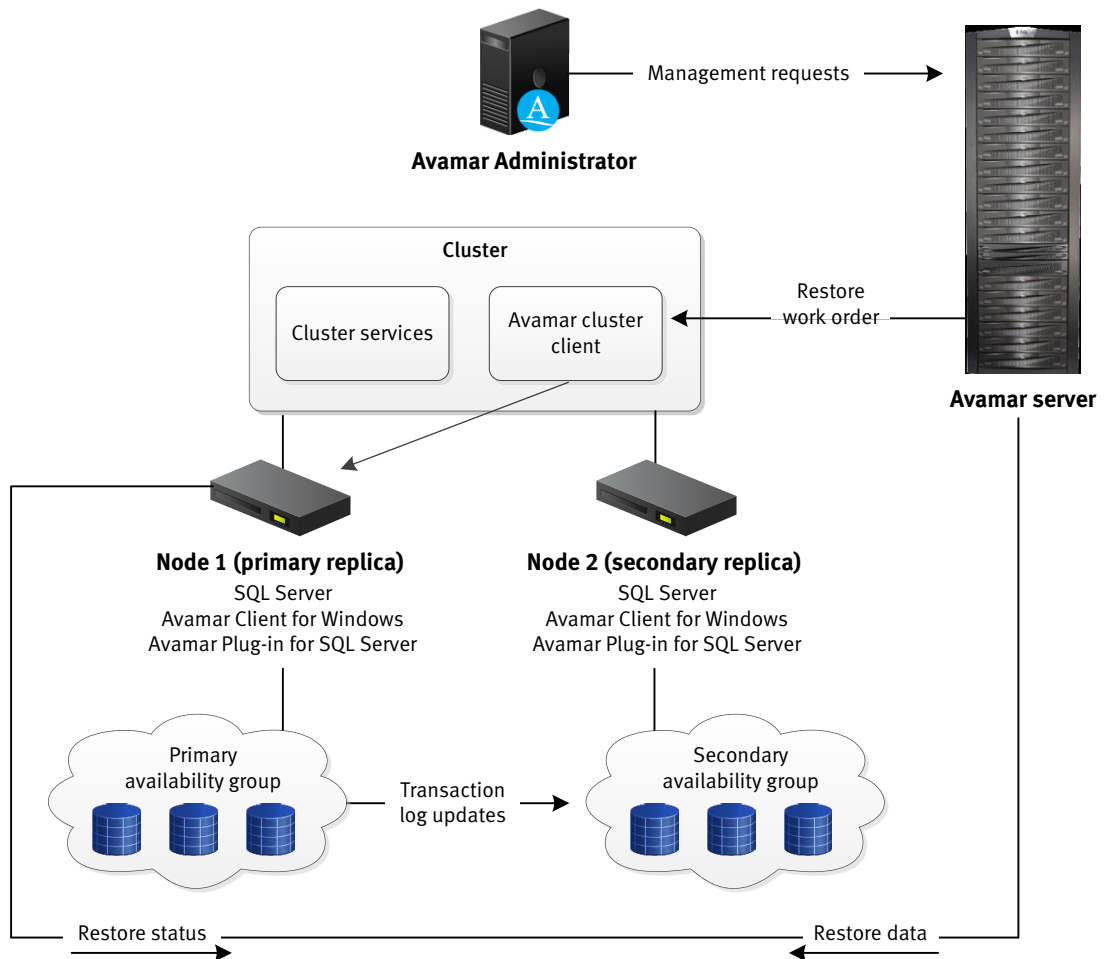 Management requests
A
Avamar Administrator
Cluster
Cluster services
Avamar cluster
client
Restore
work order
Avamar server
Node 1 (primary replica)
SQL Server
Avamar Client for Windows
Avamar Plug-in for SQL Server
Node 2 (secondary replica)
SQL Server
Avamar Client for Windows
Avamar Plug-in for SQL Server
Primary
availability group
Transaction
log updates
Secondary
availability group
Restore status
Restore data